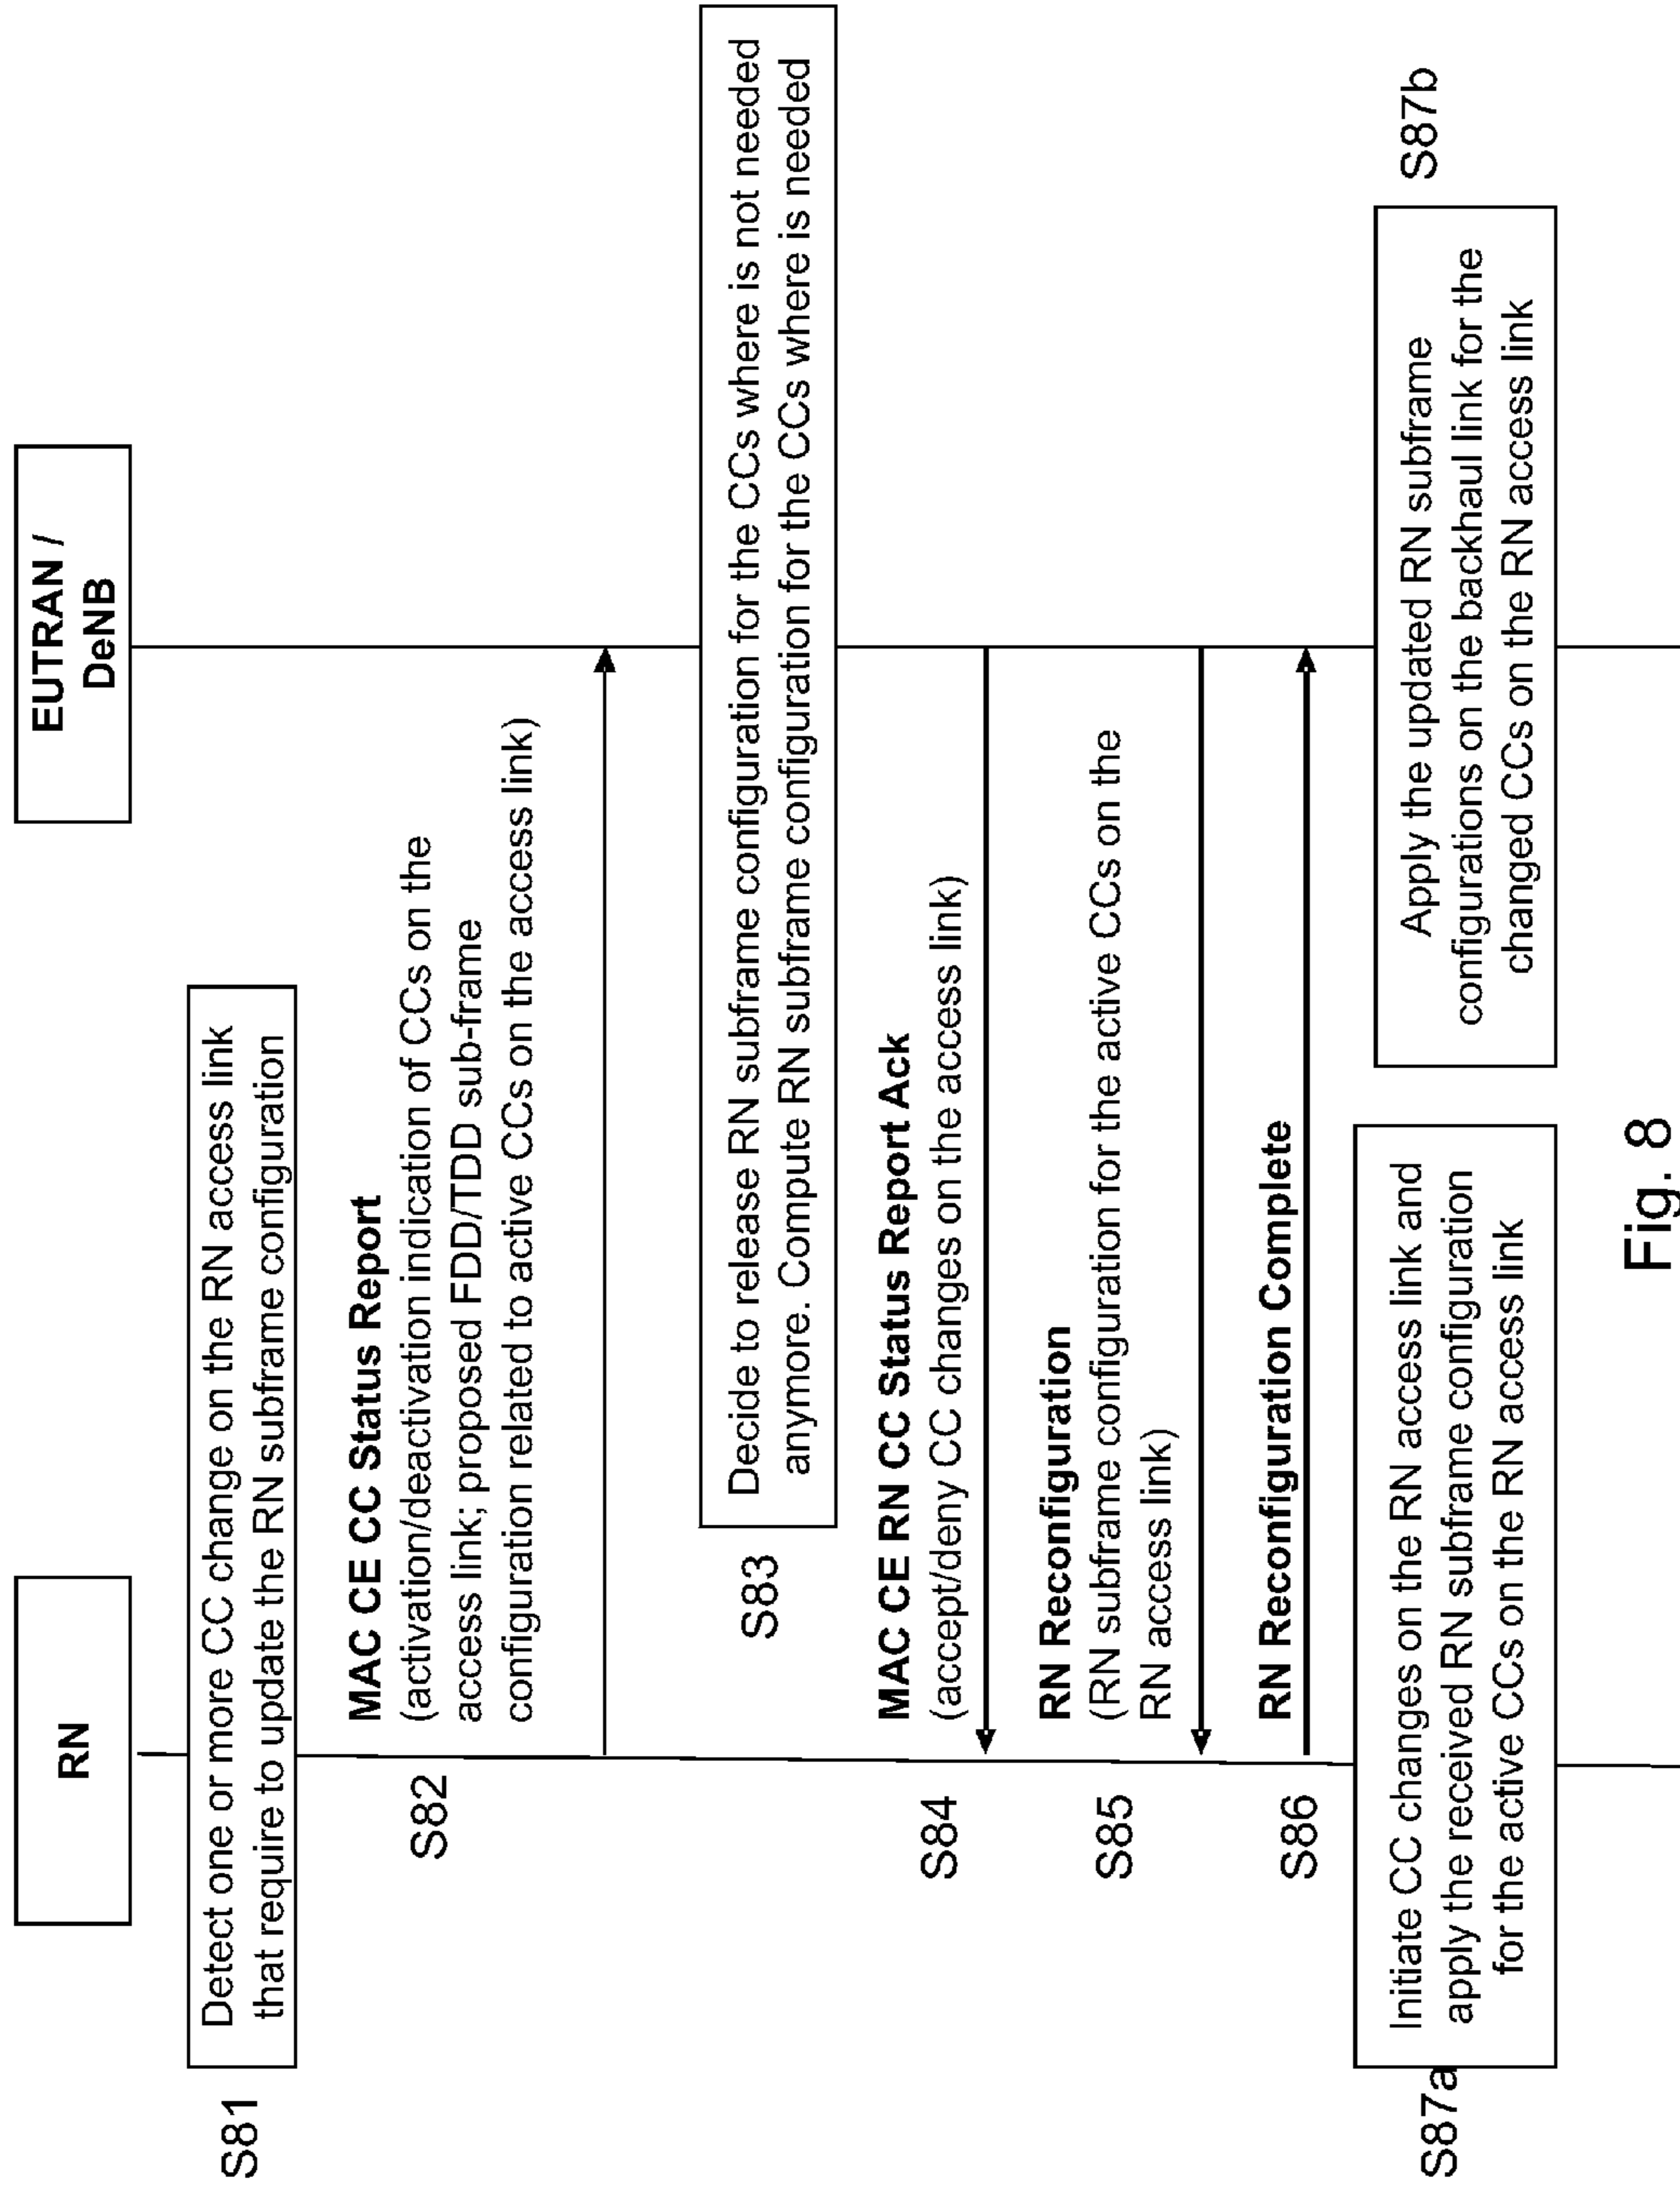 RN
EUTRAN /
DeNB
S81
Detect one or more CC change on the RN access link
that require to update the RN subframe configuration
S82
MAC CE CC Status Report
(activation/deactivation indication of CCs on the
access link; proposed FDD/TDD sub-frame
configuration related to active CCs on the access link)
S83
Decide to release RN subframe configuration for the CCs where is not needed
anymore. Compute RN subframe configuration for the CCs where is needed
S84
MAC CE RN CC Status Report Ack
(accept/deny CC changes on the access link)
S85
RN Reconfiguration
(RN subframe configuration for the active CCs on the
RN access link)
S86
RN Reconfiguration Complete
S87a
Initiate CC changes on the RN access link and
apply the received RN subframe configuration
for the active CCs on the RN access link
Apply the updated RN subframe
configurations on the backhaul link for the
changed CCs on the RN access link
S87b
Fig. 8